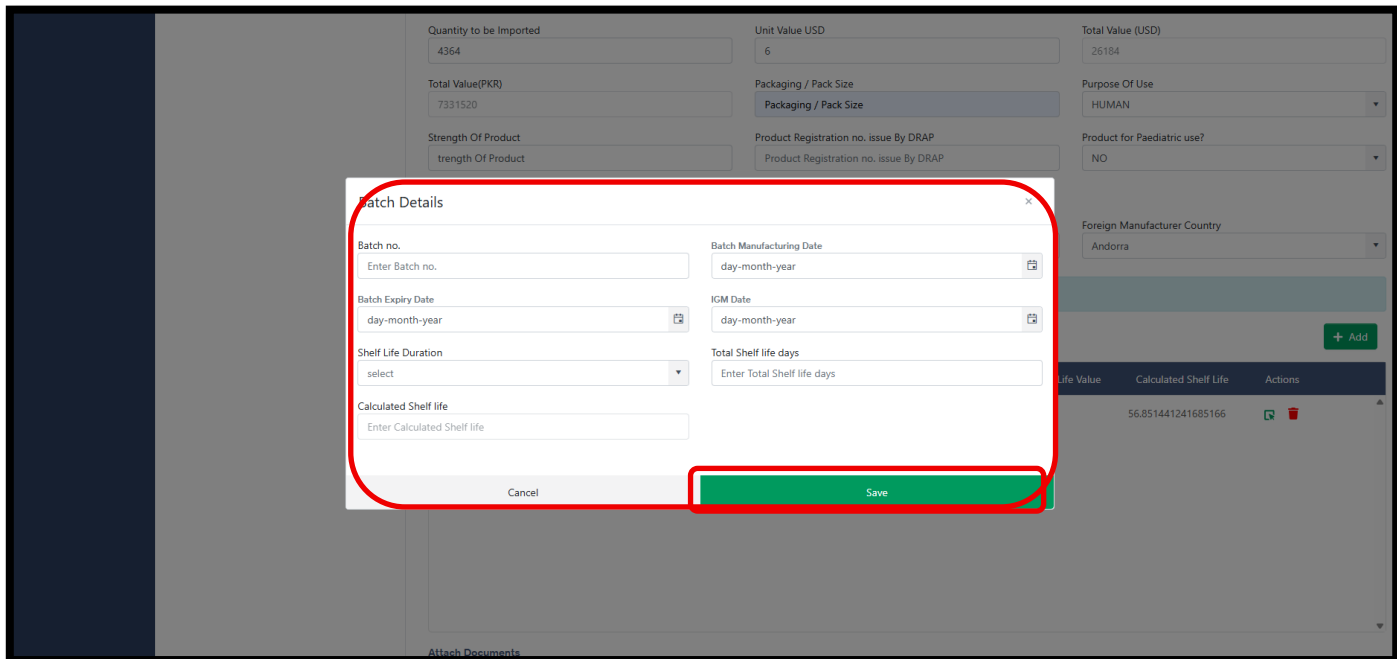 Quantity to be Imported Unit Value USD Total Value (USD)
4364 6 26184
Total Value(PKR) Packaging / Pack Size Purpose Of Use
7331520 Packaging / Pack Size HUMAN
Strength Of Product Product Registration no. issue By DRAP Product for Paediatric use?
trength Of Product Product Registration no. issue By DRAP NO
Batch Details ×
Foreign Manufacturer Country
Andorra
Batch no. Batch Manufacturing Date
Enter Batch no. day-month-year
Batch Expiry Date IGM Date
day-month-year day-month-year
+ Add
Shelf Life Duration Total Shelf life days
select Enter Total Shelf life days
Life Value Calculated Shelf Life Actions
56.851441241685166
Calculated Shelf life
Enter Calculated Shelf life
Cancel Save
Attach Documents